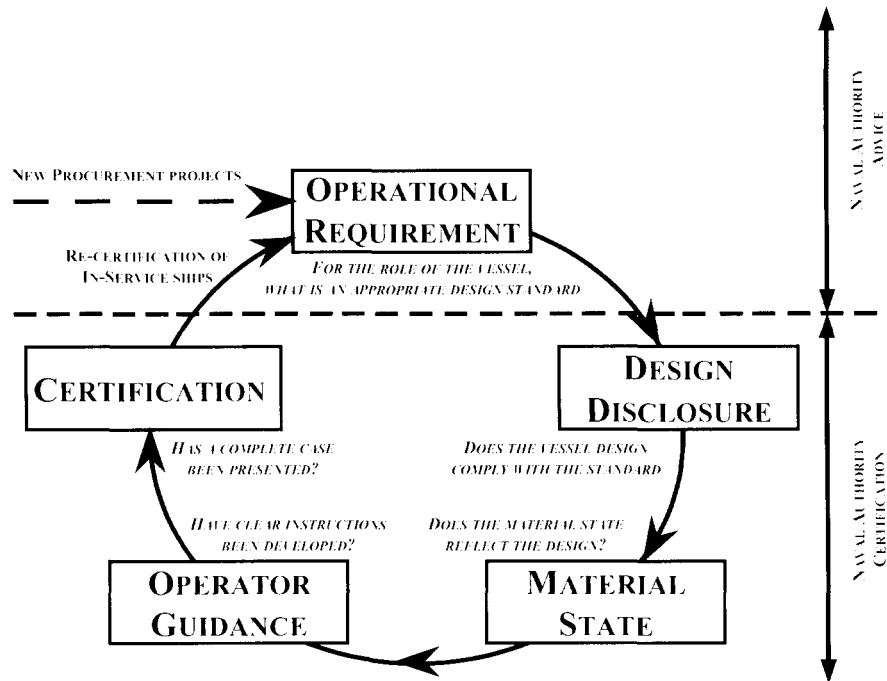 NEW PROCUREMENT PROJECTS
OPERATIONAL
REQUIREMENT
RE-CERTIFICATION OF
IN-SERVICE SHIPS
FOR THE ROLE OF THE VESSEL,
WHAT IS AN APPROPRIATE DESIGN STANDARD
NAVAL AUTHORITY
ADVICE
CERTIFICATION
DESIGN
DISCLOSURE
HAS A COMPLETE CASE
BEEN PRESENTED?
DOES THE VESSEL DESIGN
COMPLY WITH THE STANDARD
HAVE CLEAR INSTRUCTIONS
BEEN DEVELOPED?
DOES THE MATERIAL STATE
REFLECT THE DESIGN?
OPERATOR
GUIDANCE
MATERIAL
STATE
NAVAL AUTHORITY
CERTIFICATION